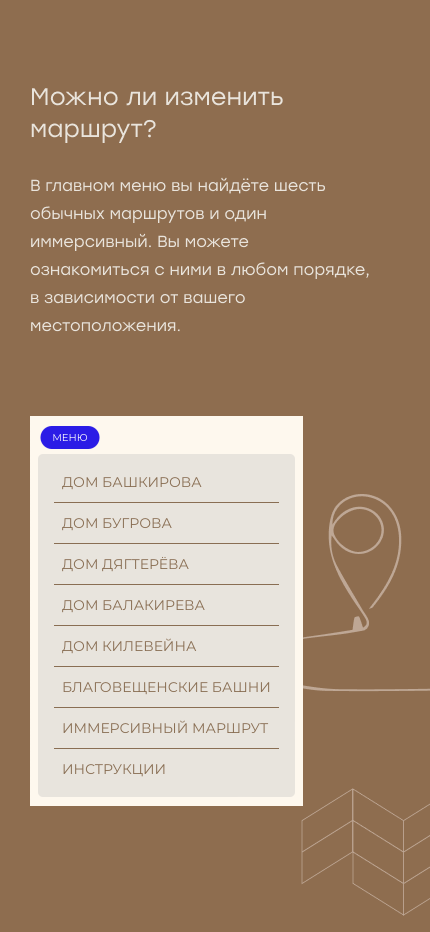 Можно ли изменить
маршрут?
В главном меню вы найдёте шесть
обычных маршрутов и один
иммерсивный. Вы можете
ознакомиться с ними в любом порядке,
в зависимости от вашего
местоположения.
МЕНЮ
ДОМ БАШКИРОВА
ДОМ БУГРОВА
ДОМ ДЯГТЕРЁВА
ДОМ БАЛАКИРЕВА
ДОМ КИЛЕВЕЙНА
БЛАГОВЕЩЕНСКИЕ БАШНИ
ИММЕРСИВНЫЙ МАРШРУТ
ИНСТРУКЦИИ